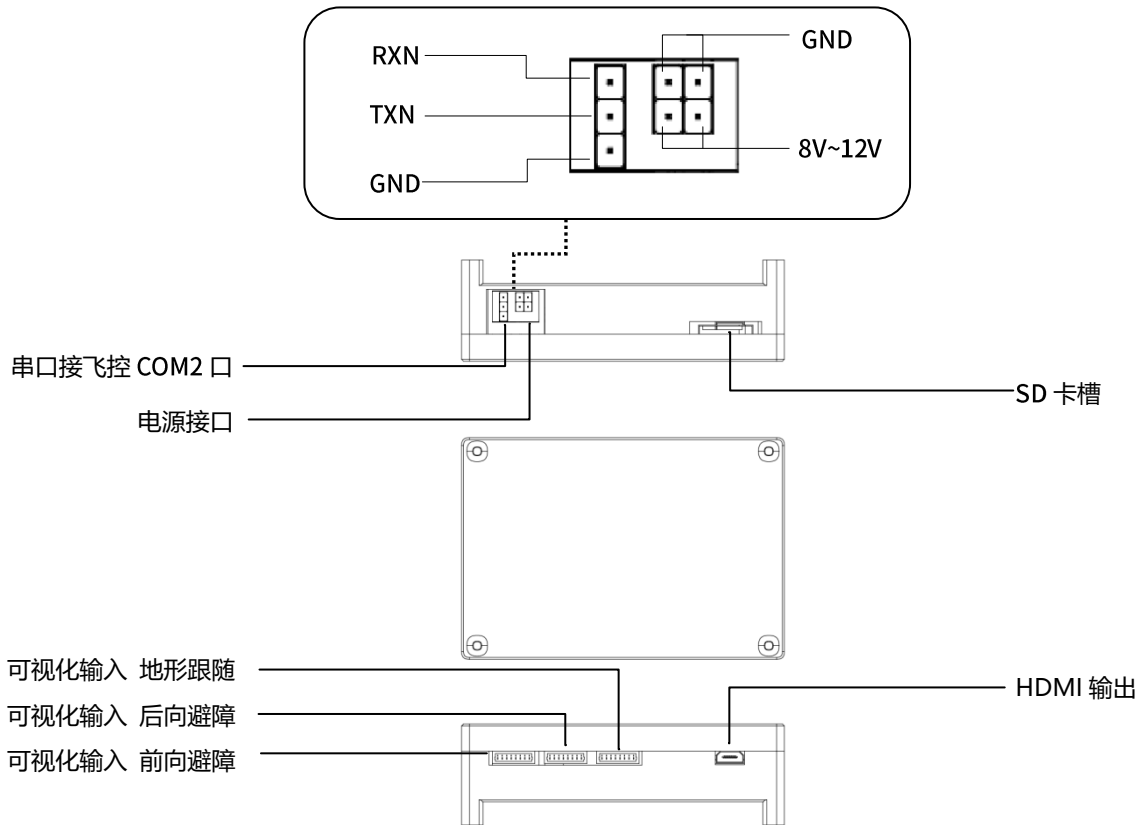 RXN
GND
TXN
8V~12V
GND
串口接飞控 COM2 口
SD 卡槽
电源接口
可视化输入 地形跟随
HDMI 输出
可视化输入 后向避障
可视化输入 前向避障